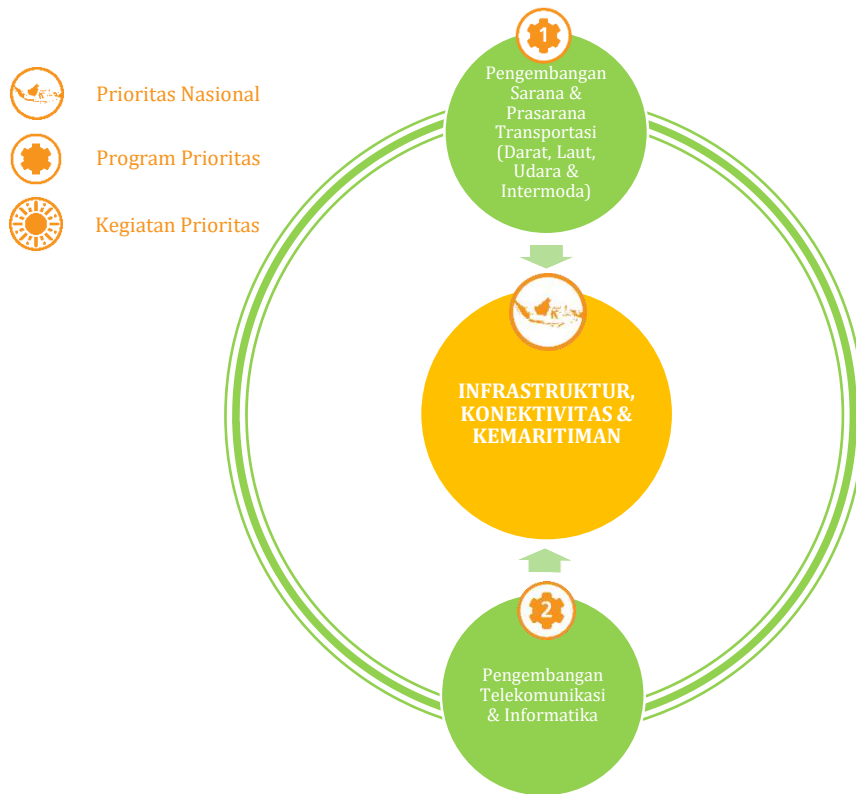 Prioritas Nasional
Program Prioritas
Kegiatan Prioritas
1
Pengembangan
Sarana &
Prasarana
Transportasi
(Darat, Laut,
Udara &
Intermoda)
INFRASTRUKTUR,
KONEKTIVITAS &
KEMARITIMAN
2
Pengembangan
Telekomunikasi
& Informatika